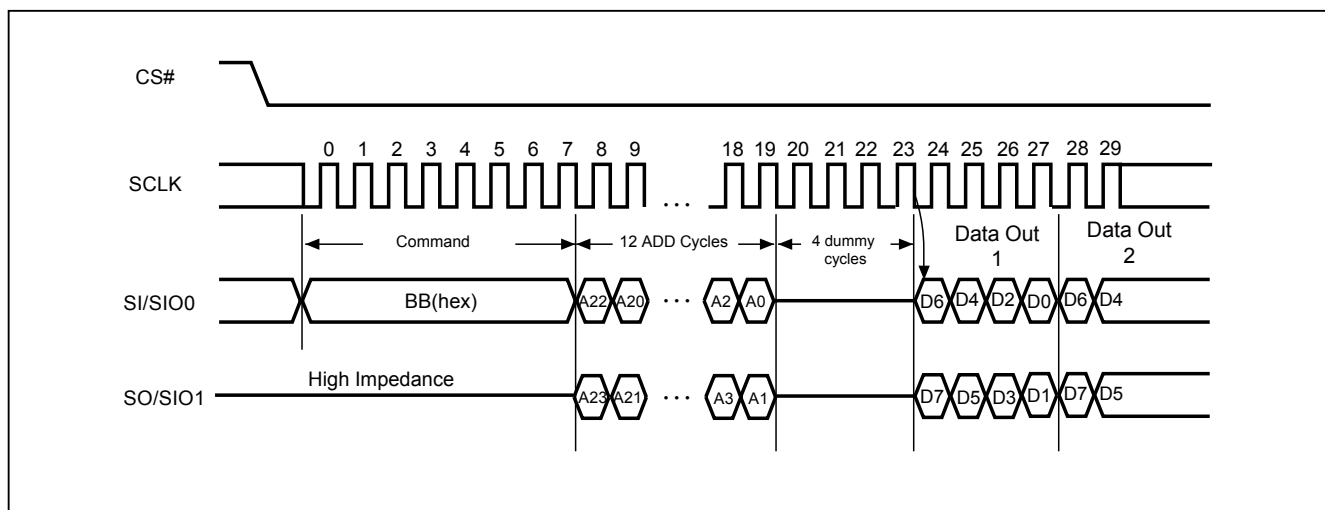 CS#
0 1 2 3 4 5 6 7 8 9 18 19 20 21 22 23 24 25 26 27 28 29
SCLK
...
Command
12 ADD Cycles
4 dummy
cycles
Data Out
1
Data Out
2
SI/SIO0
BB(hex)
A22 A20 ... A2 A0 D6 D4 D2 D0 D6 D4
High Impedance
SO/SIO1
A23 A21 ... A3 A1 D7 D5 D3 D1 D7 D5